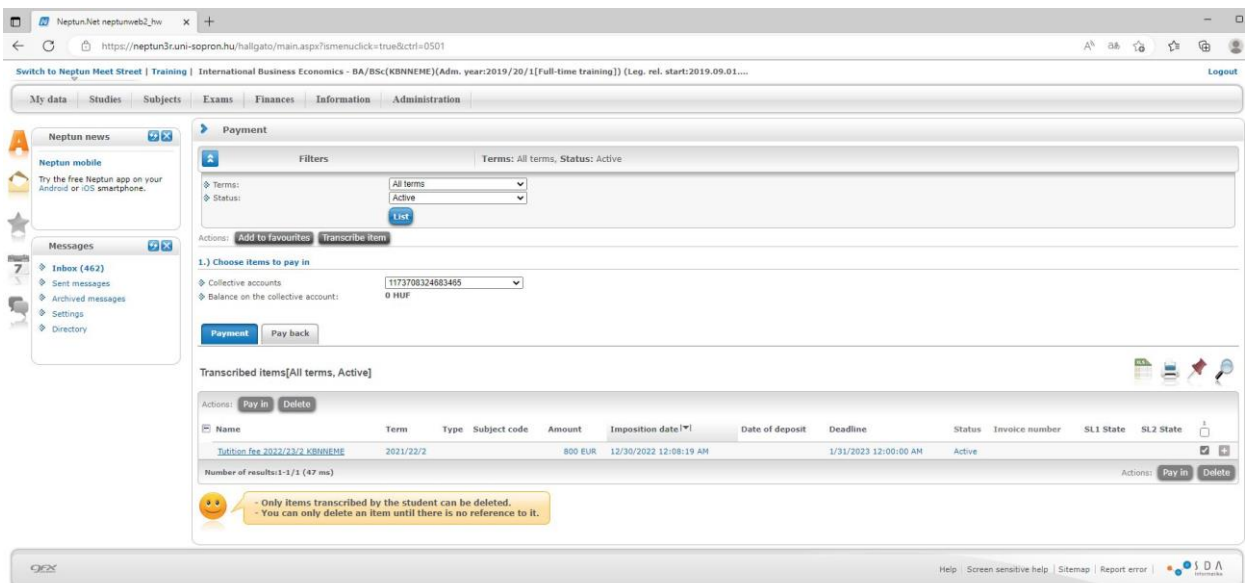 Neptun.Net neptunweb2_hw
https://neptun3r.uni-sopron.hu/hallgato/main.aspx?ismenuclick=true&ctrl=0501
Switch to Neptun Meet Street | Training | International Business Economics - BA/BSc(KBNNEME)(Adm. year:2019/20/1[Full-time training]) (Leg. rel. start:2019.09.01.... Logout
My data Studies Subjects Exams Finances Information Administration
Neptun news
Neptun mobile
Try the free Neptun app on your
Android or iOS smartphone.
Messages
Inbox (462)
Sent messages
Archived messages
Settings
Directory
7
Payment
Filters Terms: All terms, Status: Active
Terms: All terms
Status: Active
List
Actions: Add to favourites Transcribe item
1.) Choose items to pay in
Collective accounts 1173708324683465
Balance on the collective account: 0 HUF
Payment Pay back
Transcribed items[All terms, Active]
Actions: Pay in Delete
Name Term Type Subject code Amount Imposition date Date of deposit Deadline Status Invoice number SL1 State SL2 State
Tutition fee 2022/23/2 KBNNEME 2021/22/2 800 EUR 12/30/2022 12:08:19 AM 1/31/2023 12:00:00 AM Active
Number of results:1-1/1 (47 ms) Actions: Pay in Delete
- Only items transcribed by the student can be deleted.
- You can only delete an item until there is no reference to it.
Help | Screen sensitive help | Sitemap | Report error | SDA
Informatika